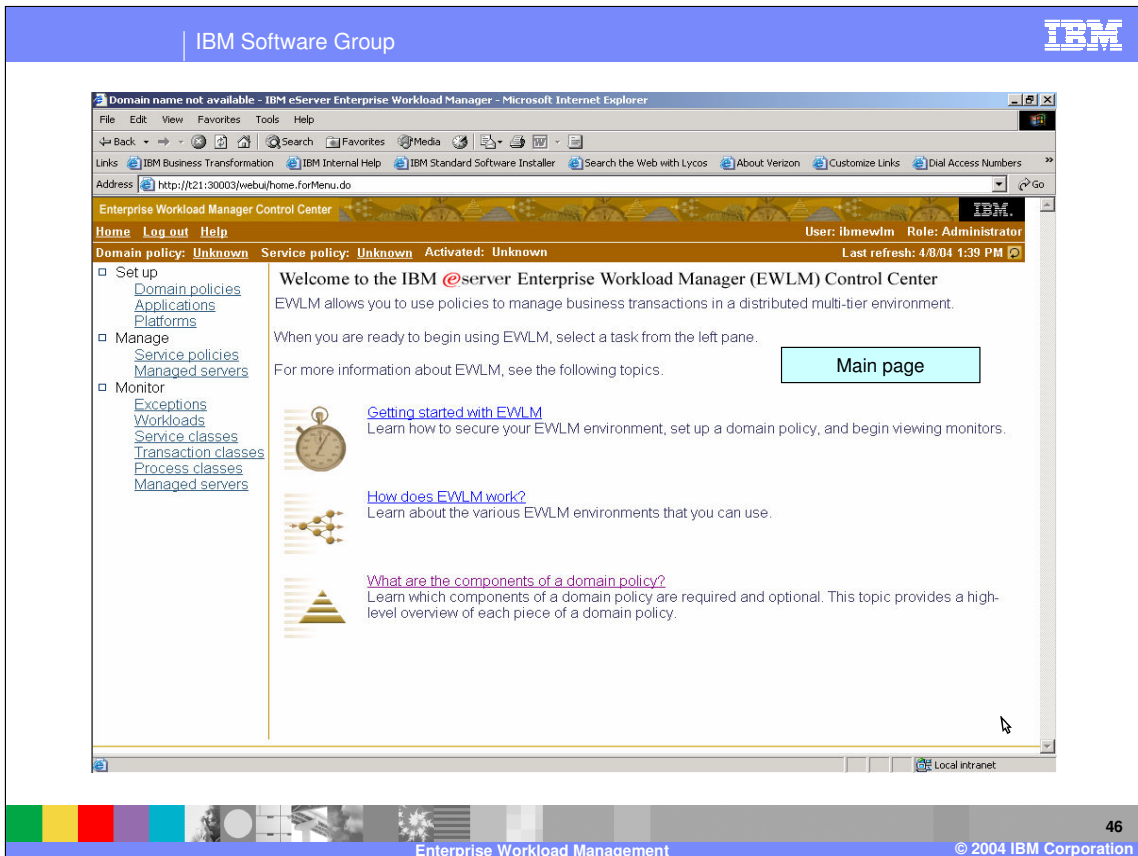 IBM Software Group
IBM
Domain name not available - IBM eServer Enterprise Workload Manager - Microsoft Internet Explorer
File Edit View Favorites Tools Help
Back Search Favorites Media
Links IBM Business Transformation IBM Internal Help IBM Standard Software Installer Search the Web with Lycos About Verizon Customize Links Dial Access Numbers »
Address http://t21:30003/webui/home.forMenu.do Go
Enterprise Workload Manager Control Center IBM.
Home Log out Help User: ibmewlm Role: Administrator
Domain policy: Unknown Service policy: Unknown Activated: Unknown Last refresh: 4/8/04 1:39 PM
Set up
Domain policies
Applications
Platforms
Manage
Service policies
Managed servers
Monitor
Exceptions
Workloads
Service classes
Transaction classes
Process classes
Managed servers
Welcome to the IBM eserver Enterprise Workload Manager (EWLM) Control Center
EWLM allows you to use policies to manage business transactions in a distributed multi-tier environment.
When you are ready to begin using EWLM, select a task from the left pane.
For more information about EWLM, see the following topics.
Main page
Getting started with EWLM
Learn how to secure your EWLM environment, set up a domain policy, and begin viewing monitors.
How does EWLM work?
Learn about the various EWLM environments that you can use.
What are the components of a domain policy?
Learn which components of a domain policy are required and optional. This topic provides a high-
level overview of each piece of a domain policy.
Local intranet
46
Enterprise Workload Management © 2004 IBM Corporation